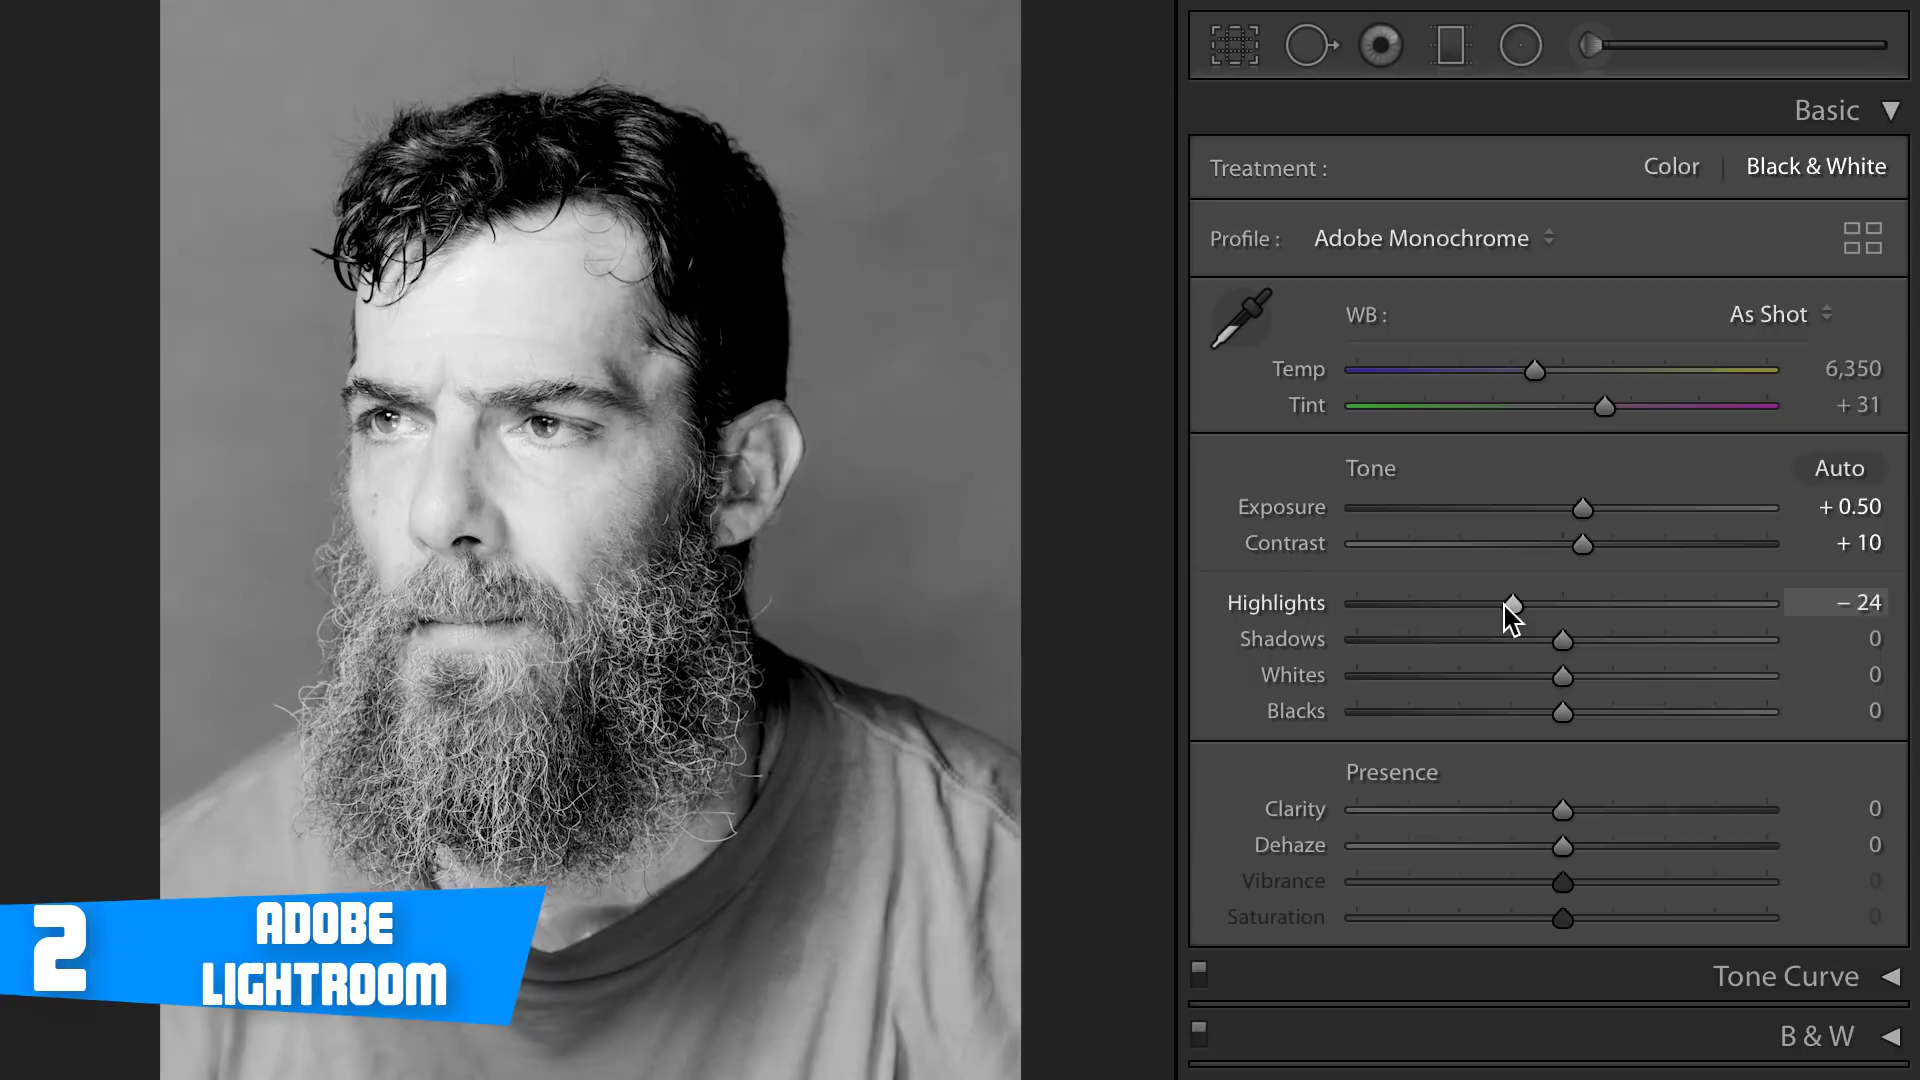 Basic
Treatment :
Color
Black & White
Profile :
Adobe Monochrome
WB :
As Shot
Temp
6,350
Tint
+ 31
Tone
Auto
Exposure
+ 0.50
Contrast
+ 10
Highlights
– 24
Shadows
0
Whites
0
Blacks
0
Presence
Clarity
0
Dehaze
0
Vibrance
0
Saturation
0
Tone Curve
B & W
2
ADOBE
LIGHTROOM